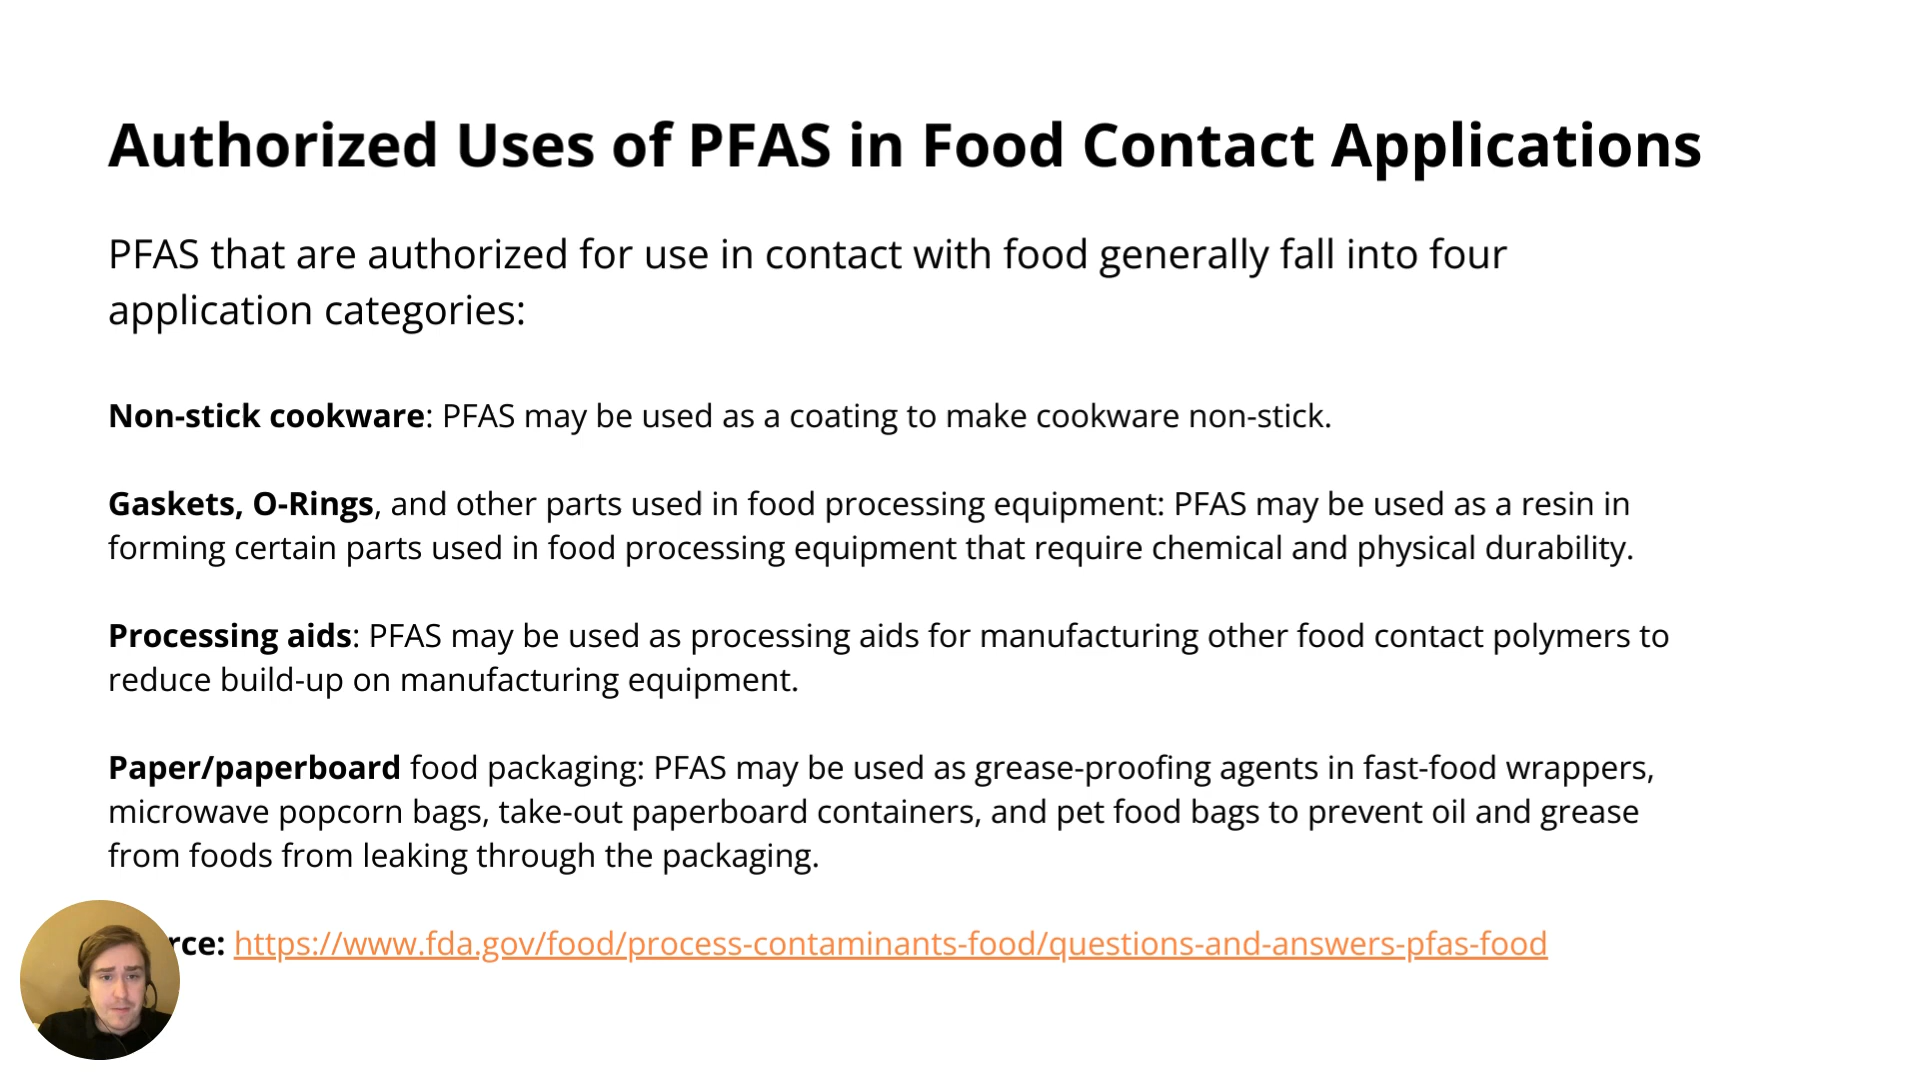 Authorized Uses of PFAS in Food Contact Applications
PFAS that are authorized for use in contact with food generally fall into four
application categories:
Non-stick cookware: PFAS may be used as a coating to make cookware non-stick.
Gaskets, O-Rings, and other parts used in food processing equipment: PFAS may be used as a resin in
forming certain parts used in food processing equipment that require chemical and physical durability.
Processing aids: PFAS may be used as processing aids for manufacturing other food contact polymers to
reduce build-up on manufacturing equipment.
Paper/paperboard food packaging: PFAS may be used as grease-proofing agents in fast-food wrappers,
microwave popcorn bags, take-out paperboard containers, and pet food bags to prevent oil and grease
from foods from leaking through the packaging.
https://www.fda.gov/food/process-contaminants-food/questions-and-answers-pfas-food